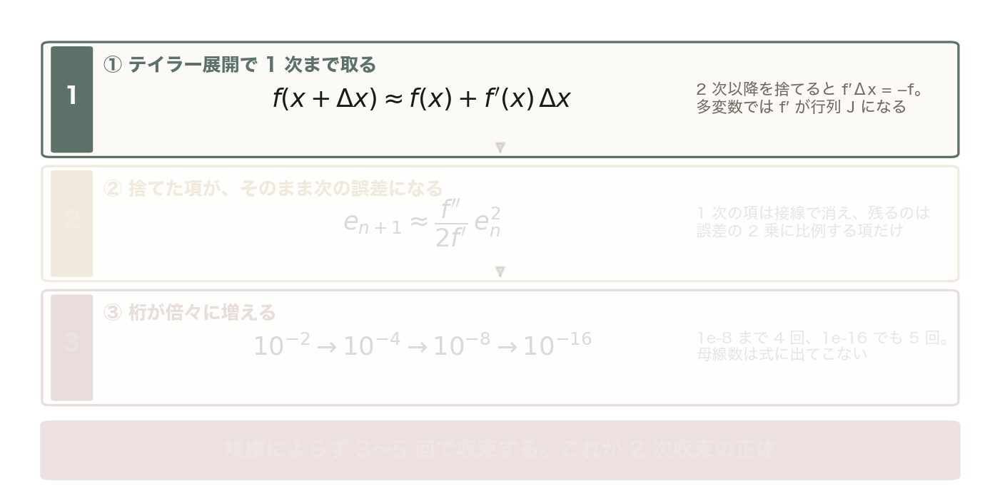 1
① テイラー展開で 1 次まで取る
f(x + Δx) ≈ f(x) + f′(x) Δx
2 次以降を捨てると f′Δx = −f。
多変数では f′ が行列 J になる
2
② 捨てた項が、そのまま次の誤差になる
e_{n+1} ≈ \frac{f″}{2f′} e_n^2
1 次の項は接線で消え、残るのは
誤差の 2 乗に比例する項だけ
3
③ 桁が倍々に増える
10^{−2} → 10^{−4} → 10^{−8} → 10^{−16}
1e-8 まで 4 回、1e-16 でも 5 回。
母線数は式に出てこない
規模によらず 3〜5 回で収束する。これが 2 次収束の正体